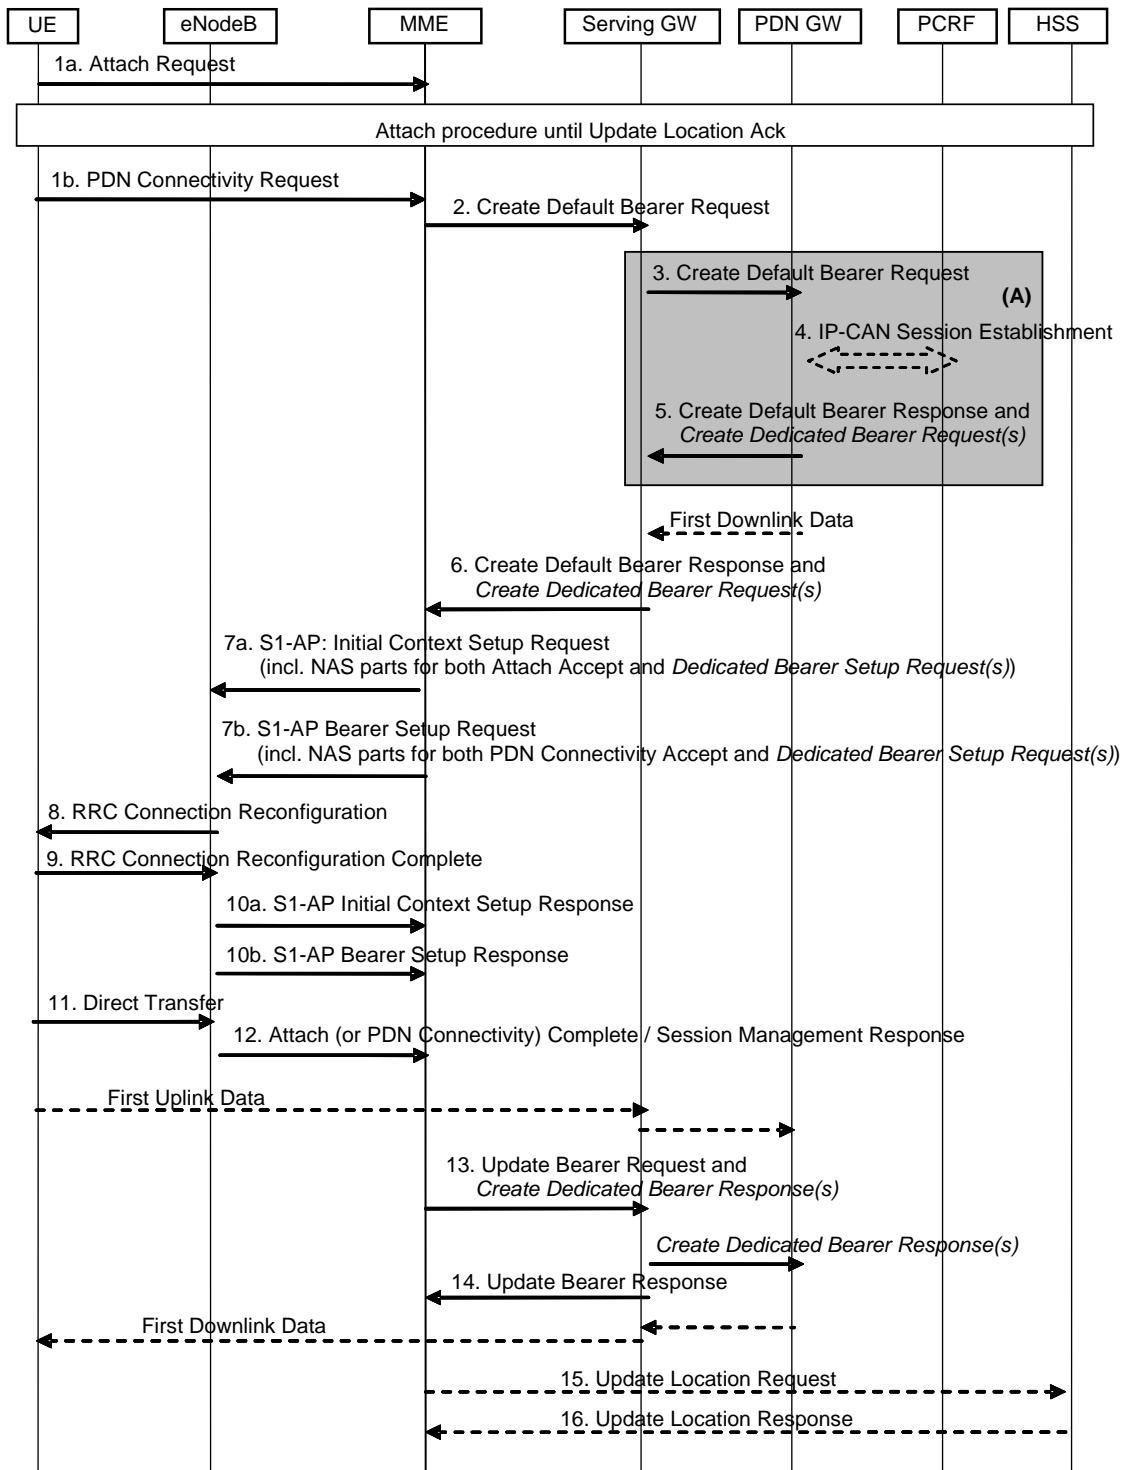 UE eNodeB MME Serving GW PDN GW PCRF HSS
1a. Attach Request
Attach procedure until Update Location Ack
1b. PDN Connectivity Request
2. Create Default Bearer Request
3. Create Default Bearer Request
(A)
4. IP-CAN Session Establishment
5. Create Default Bearer Response and
Create Dedicated Bearer Request(s)
First Downlink Data
6. Create Default Bearer Response and
Create Dedicated Bearer Request(s)
7a. S1-AP: Initial Context Setup Request
(incl. NAS parts for both Attach Accept and Dedicated Bearer Setup Request(s))
7b. S1-AP Bearer Setup Request
(incl. NAS parts for both PDN Connectivity Accept and Dedicated Bearer Setup Request(s))
8. RRC Connection Reconfiguration
9. RRC Connection Reconfiguration Complete
10a. S1-AP Initial Context Setup Response
10b. S1-AP Bearer Setup Response
11. Direct Transfer
12. Attach (or PDN Connectivity) Complete / Session Management Response
First Uplink Data
13. Update Bearer Request and
Create Dedicated Bearer Response(s)
Create Dedicated Bearer Response(s)
14. Update Bearer Response
First Downlink Data
15. Update Location Request
16. Update Location Response